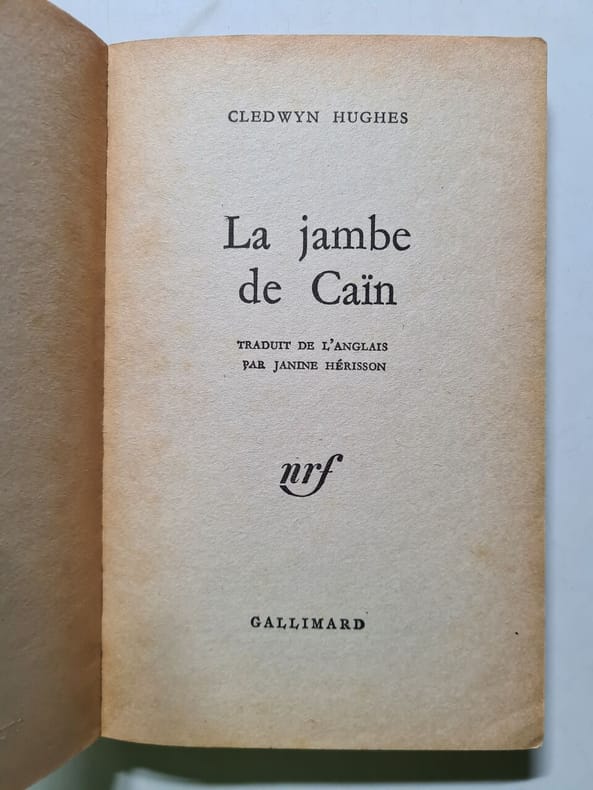 CLEDWYN HUGHES
La jambe
de Caïn
TRADUIT DE L'ANGLAIS
PAR JANINE HÉRISSON
nrf
GALLIMARD